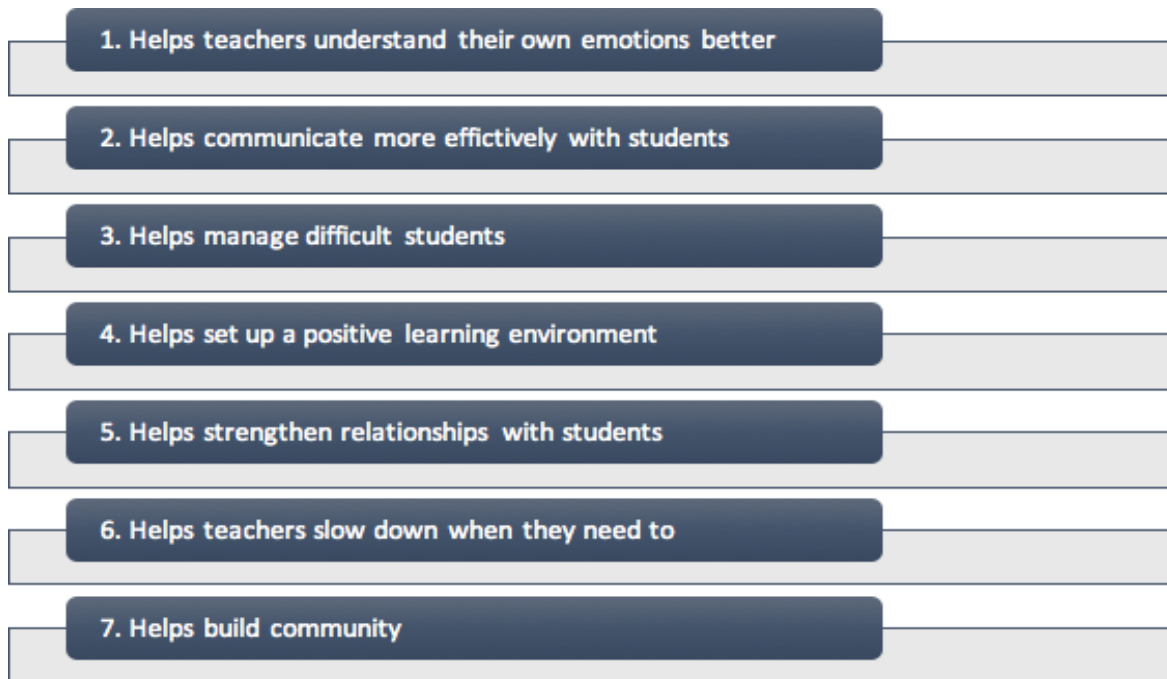 1. Helps teachers understand their own emotions better
2. Helps communicate more effictively with students
3. Helps manage difficult students
4. Helps set up a positive learning environment
5. Helps strengthen relationships with students
6. Helps teachers slow down when they need to
7. Helps build community